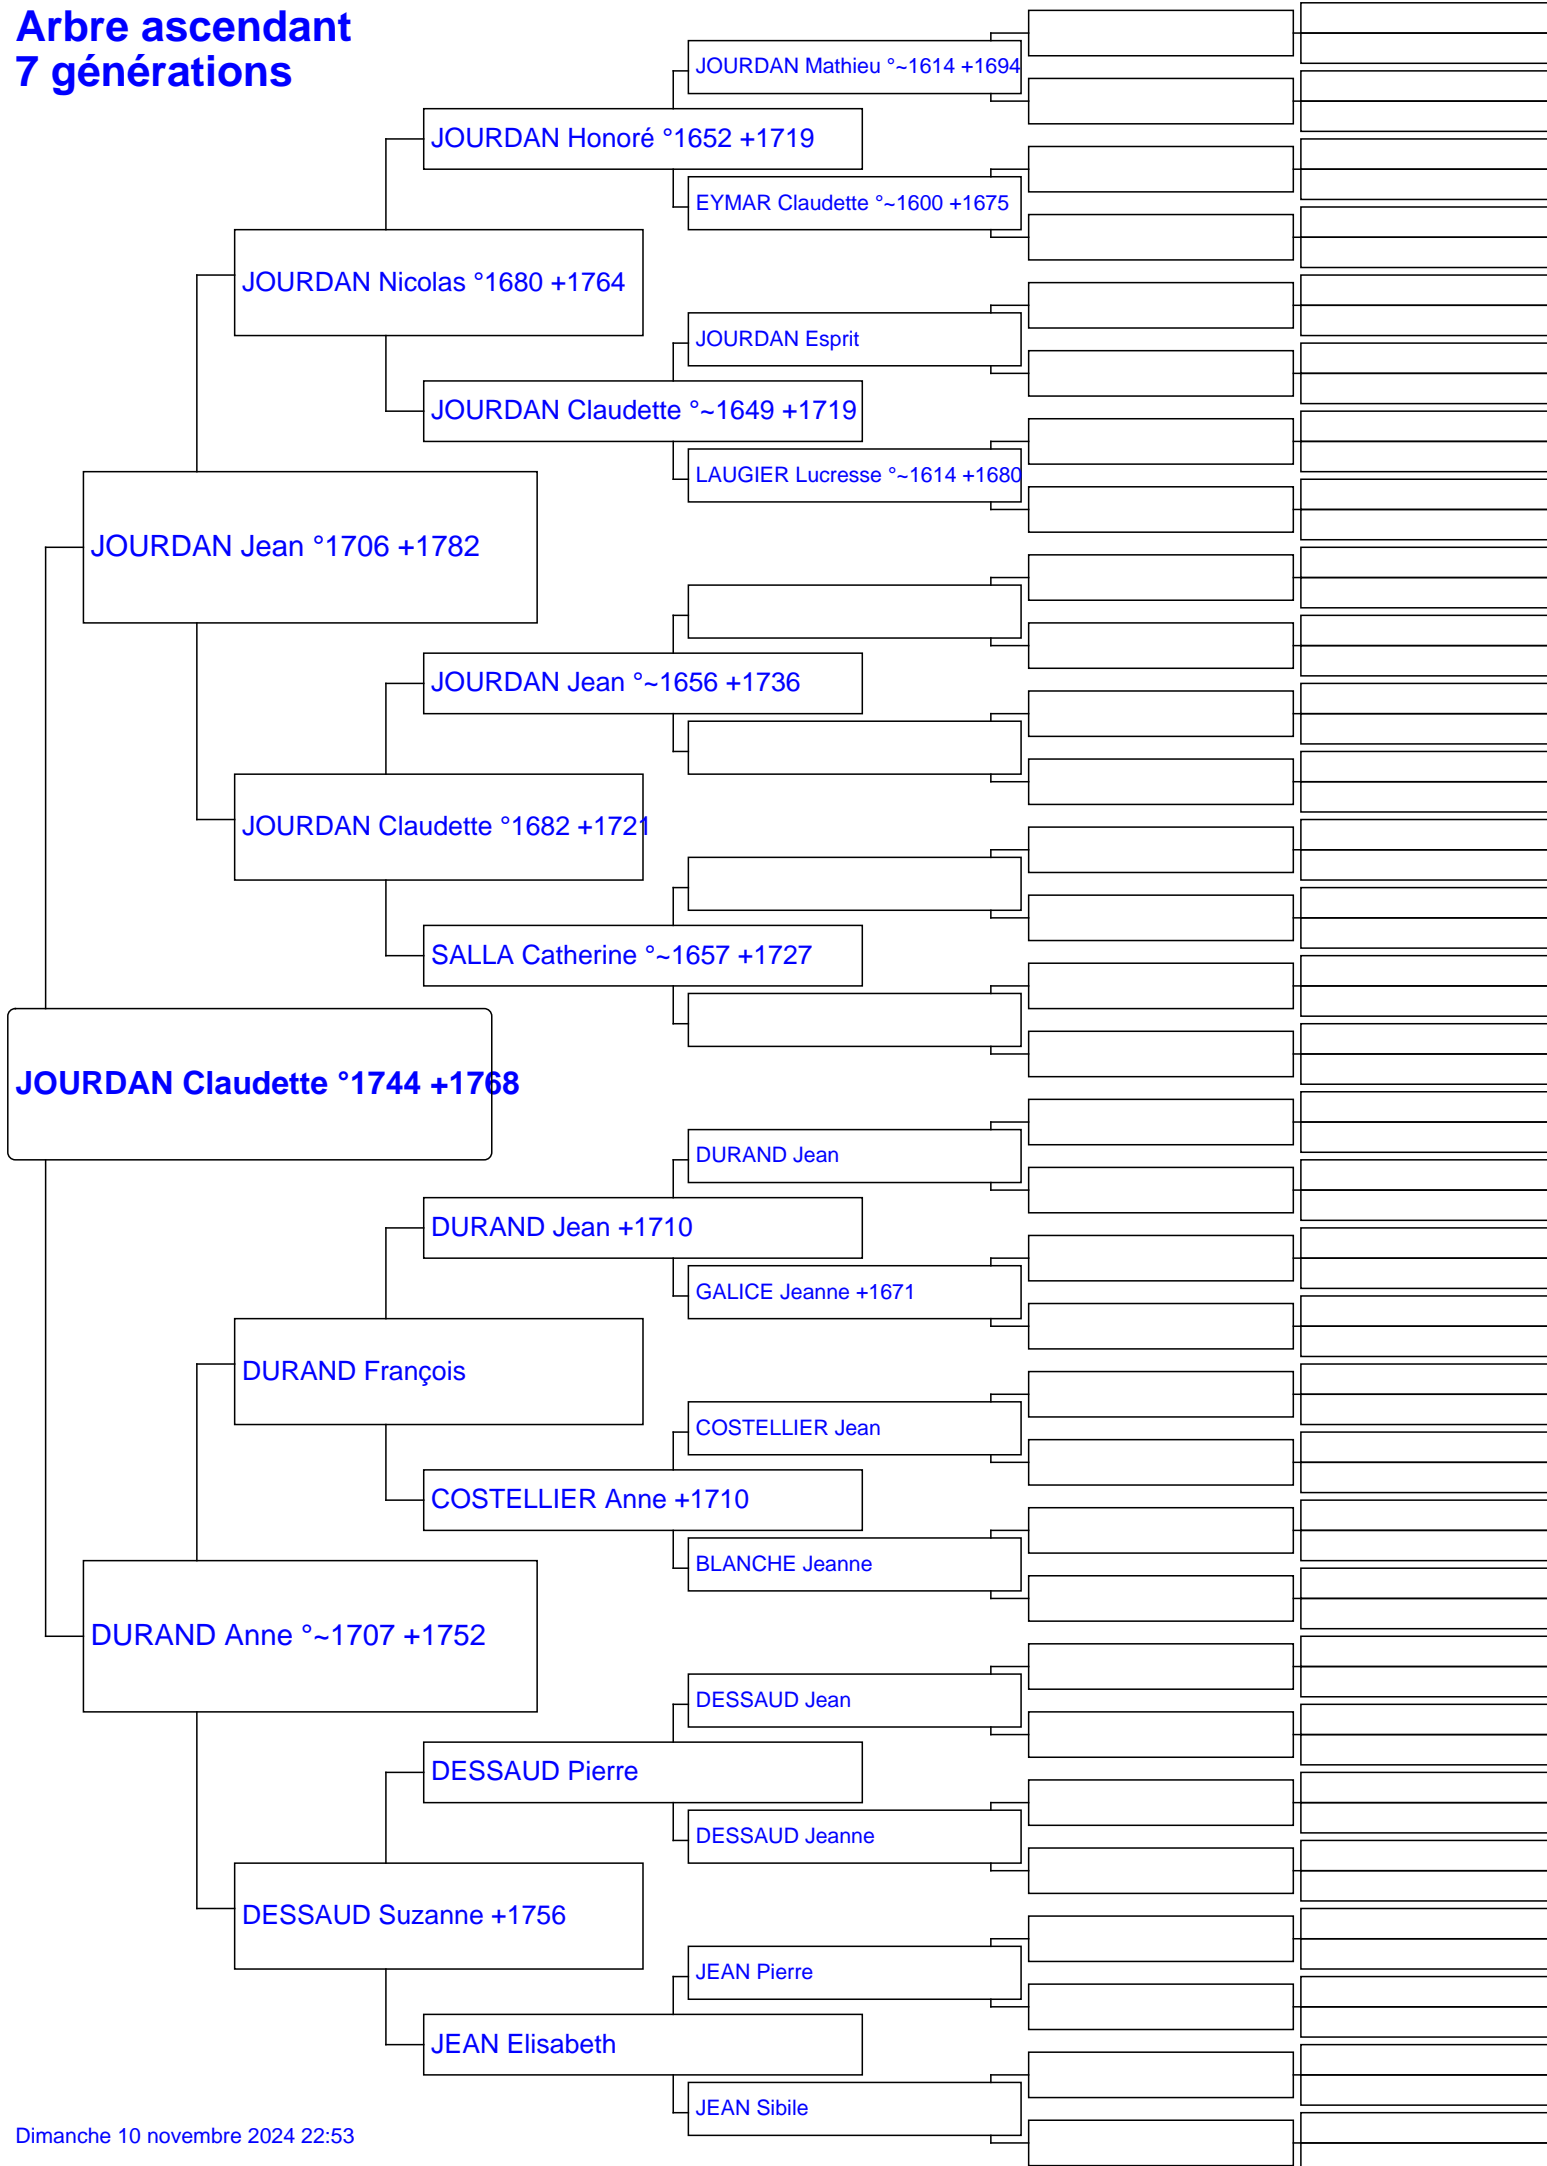 Arbre ascendant
7 générations
JOURDAN Mathieu °~1614 +1694
JOURDAN Honoré °1652 +1719
EYMAR Claudette °~1600 +1675
JOURDAN Nicolas °1680 +1764
JOURDAN Esprit
JOURDAN Claudette °~1649 +1719
LAUGIER Lucresse °~1614 +1680
JOURDAN Jean °1706 +1782
JOURDAN Jean °~1656 +1736
JOURDAN Claudette °1682 +1721
SALLA Catherine °~1657 +1727
JOURDAN Claudette °1744 +1768
DURAND Jean
DURAND Jean +1710
GALICE Jeanne +1671
DURAND François
COSTELLIER Jean
COSTELLIER Anne +1710
BLANCHE Jeanne
DURAND Anne °~1707 +1752
DESSAUD Jean
DESSAUD Pierre
DESSAUD Jeanne
DESSAUD Suzanne +1756
JEAN Pierre
JEAN Elisabeth
JEAN Sibile
Dimanche 10 novembre 2024 22:53